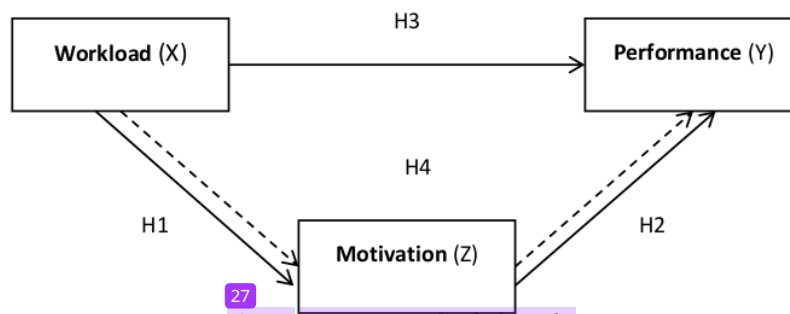 H3
Workload (X)
Performance (Y)
H4
H1
H2
Motivation (Z)
27